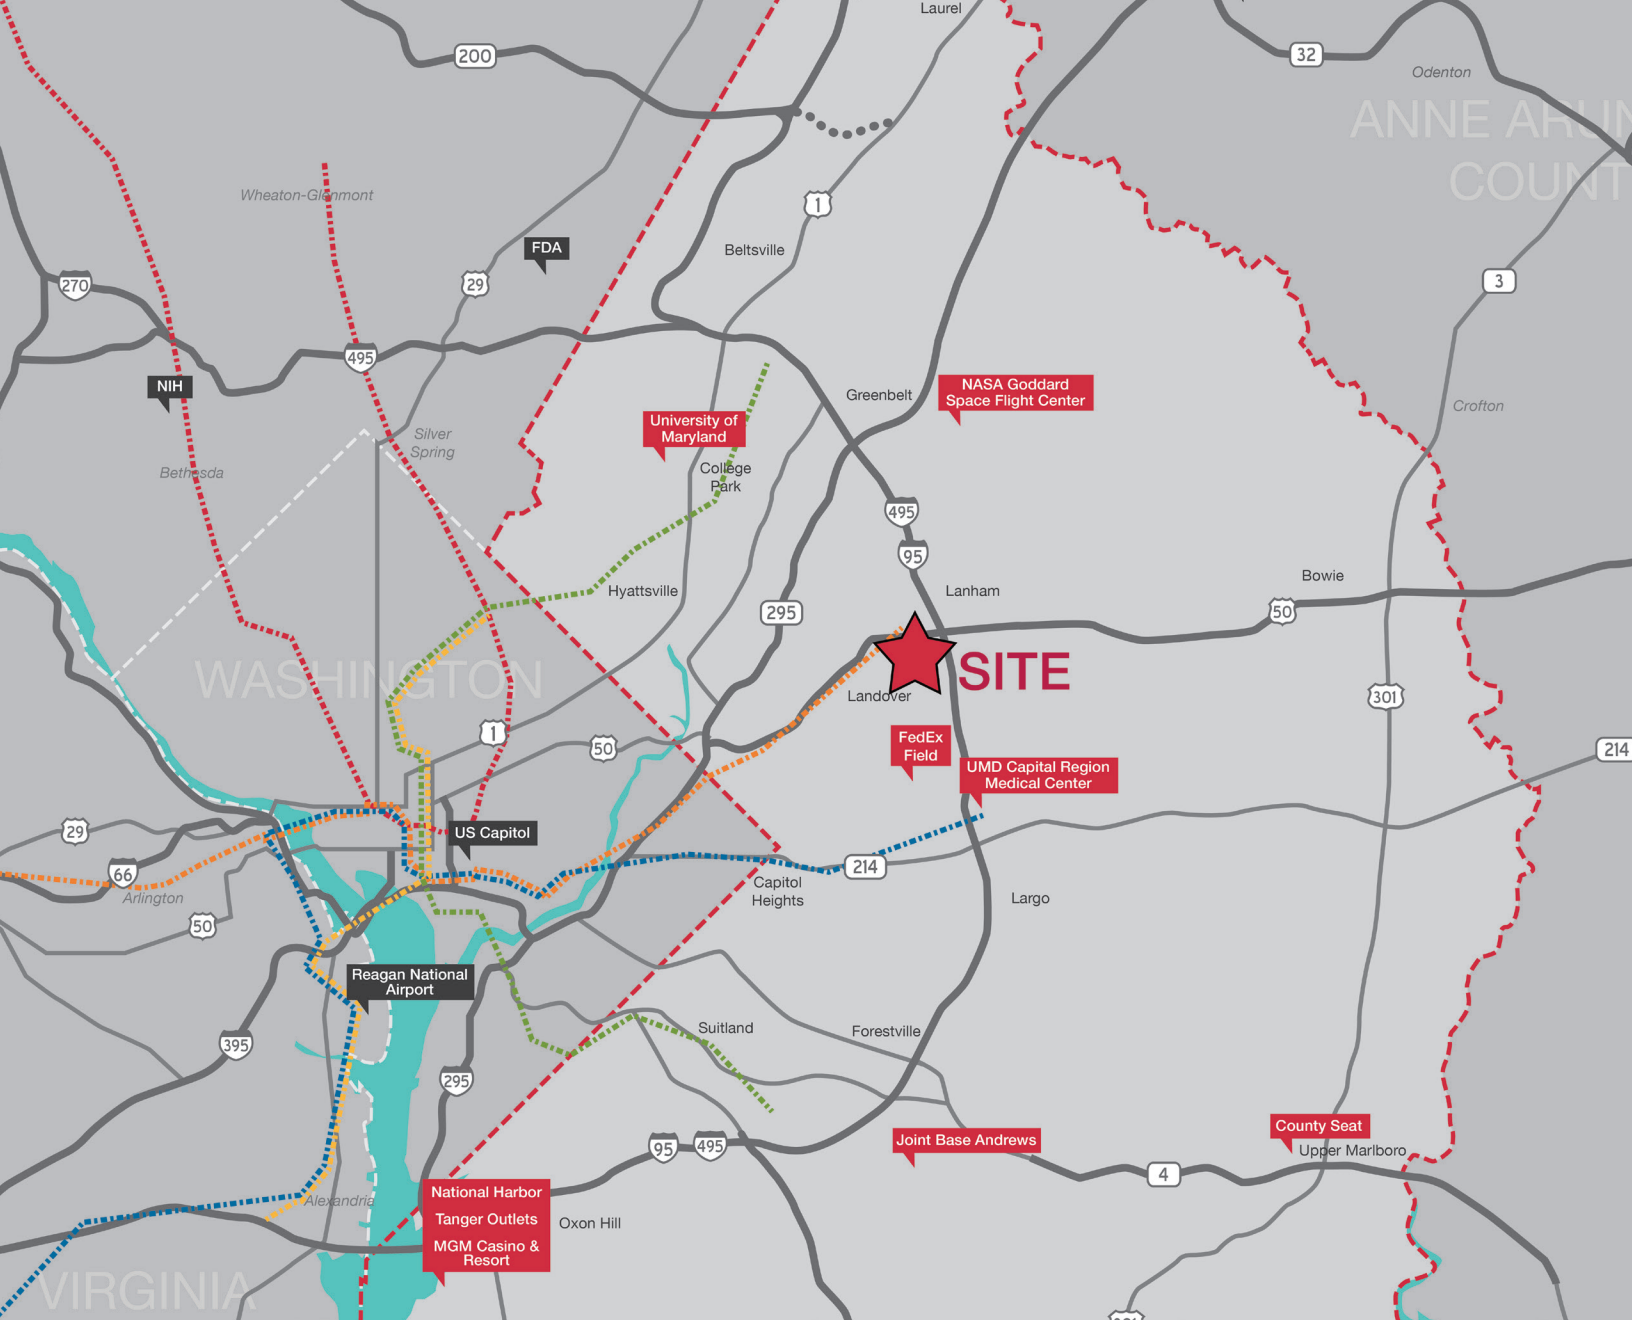 Laurel
200
32
Odenton
ANNE ARUN
COUNT
Wheaton-Glenmont
1
FDA
Beltsville
270
29
3
495
NIH
NASA Goddard
Space Flight Center
Greenbelt
Crofton
University of
Maryland
Silver
Spring
Bethesda
College
Park
495
95
Hyattsville
Lanham
Bowie
295
50
WASHINGTON
SITE
Landover
301
1
50
FedEx
Field
214
UMD Capital Region
Medical Center
29
US Capitol
66
214
Arlington
Capitol
Heights
Largo
50
Reagan National
Airport
Suitland
Forestville
395
295
County Seat
Joint Base Andrews
95
495
Upper Marlboro
4
Alexandria
National Harbor
Tanger Outlets
MGM Casino &
Resort
Oxon Hill
VIRGINIA